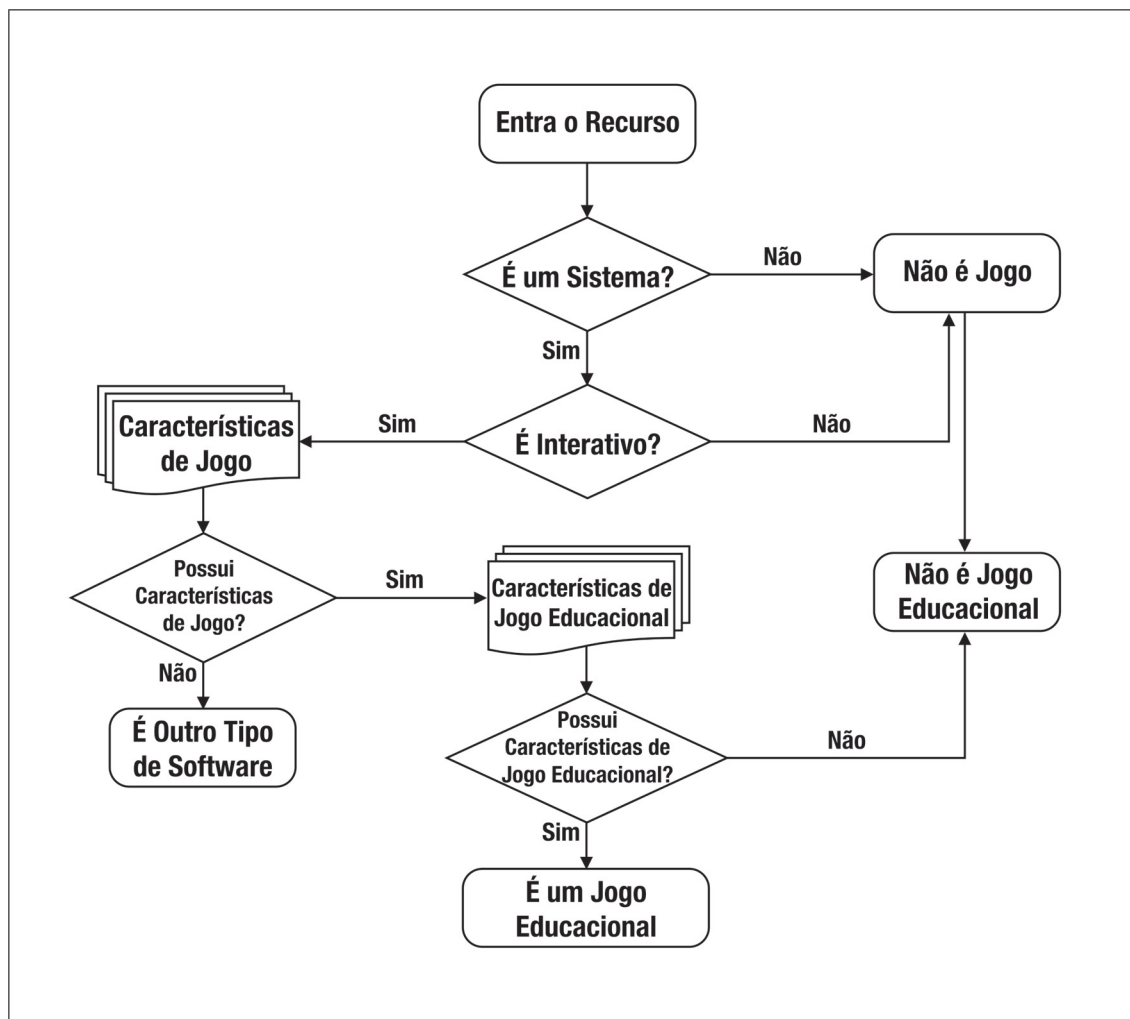 Entra o Recurso
É um Sistema?
Não
Não é Jogo
Sim
Características
de Jogo
Sim
É Interativo?
Não
Possui
Características
de Jogo?
Sim
Características de
Jogo Educacional
Não é Jogo
Educacional
Não
É Outro Tipo
de Software
Possui
Características de
Jogo Educacional?
Não
Sim
É um Jogo
Educacional